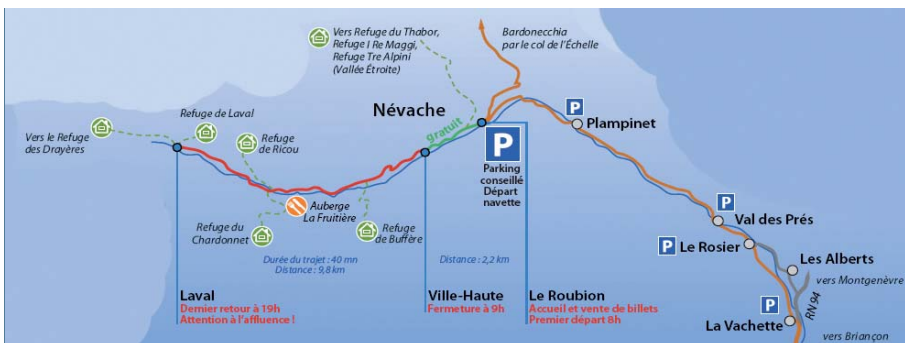 Vers Refuge du Thabor,
Refuge I Re Maggi,
Refuge Tre Alpini
(Vallée Étroite)
Bardonecchia
par le col de l'Échelle
Névache
gratuit
P
Parking
conseillé
Départ
navette
P
Plampinet
Refuge de Laval
Vers le Refuge
des Drayères
Refuge
de Ricou
Auberge
La Fruitière
Refuge du
Chardonnet
Refuge
de Buffère
P
Val des Prés
P
Le Rosier
Les Alberts
vers Montgenèvre
RN 94
P
La Vachette
vers Briançon
Durée du trajet : 40 mn
Distance : 9,8 km
Distance : 2,2 km
Laval
Dernier retour à 19h
Attention à l'affluence !
Ville-Haute
Fermeture à 9h
Le Roubion
Accueil et vente de billets
Premier départ 8h